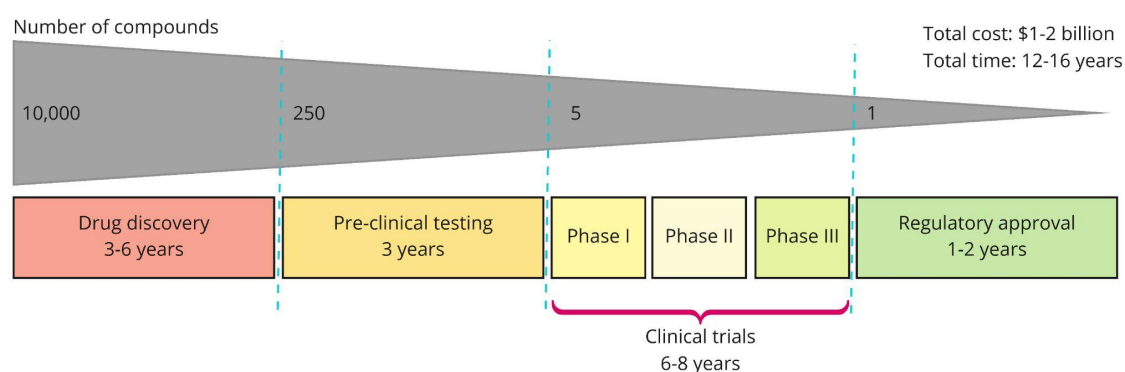 Number of compounds
Total cost: $1-2 billion
Total time: 12-16 years
10,000
250
5
1
Drug discovery
3-6 years
Pre-clinical testing
3 years
Phase I
Phase II
Phase III
Regulatory approval
1-2 years
Clinical trials
6-8 years